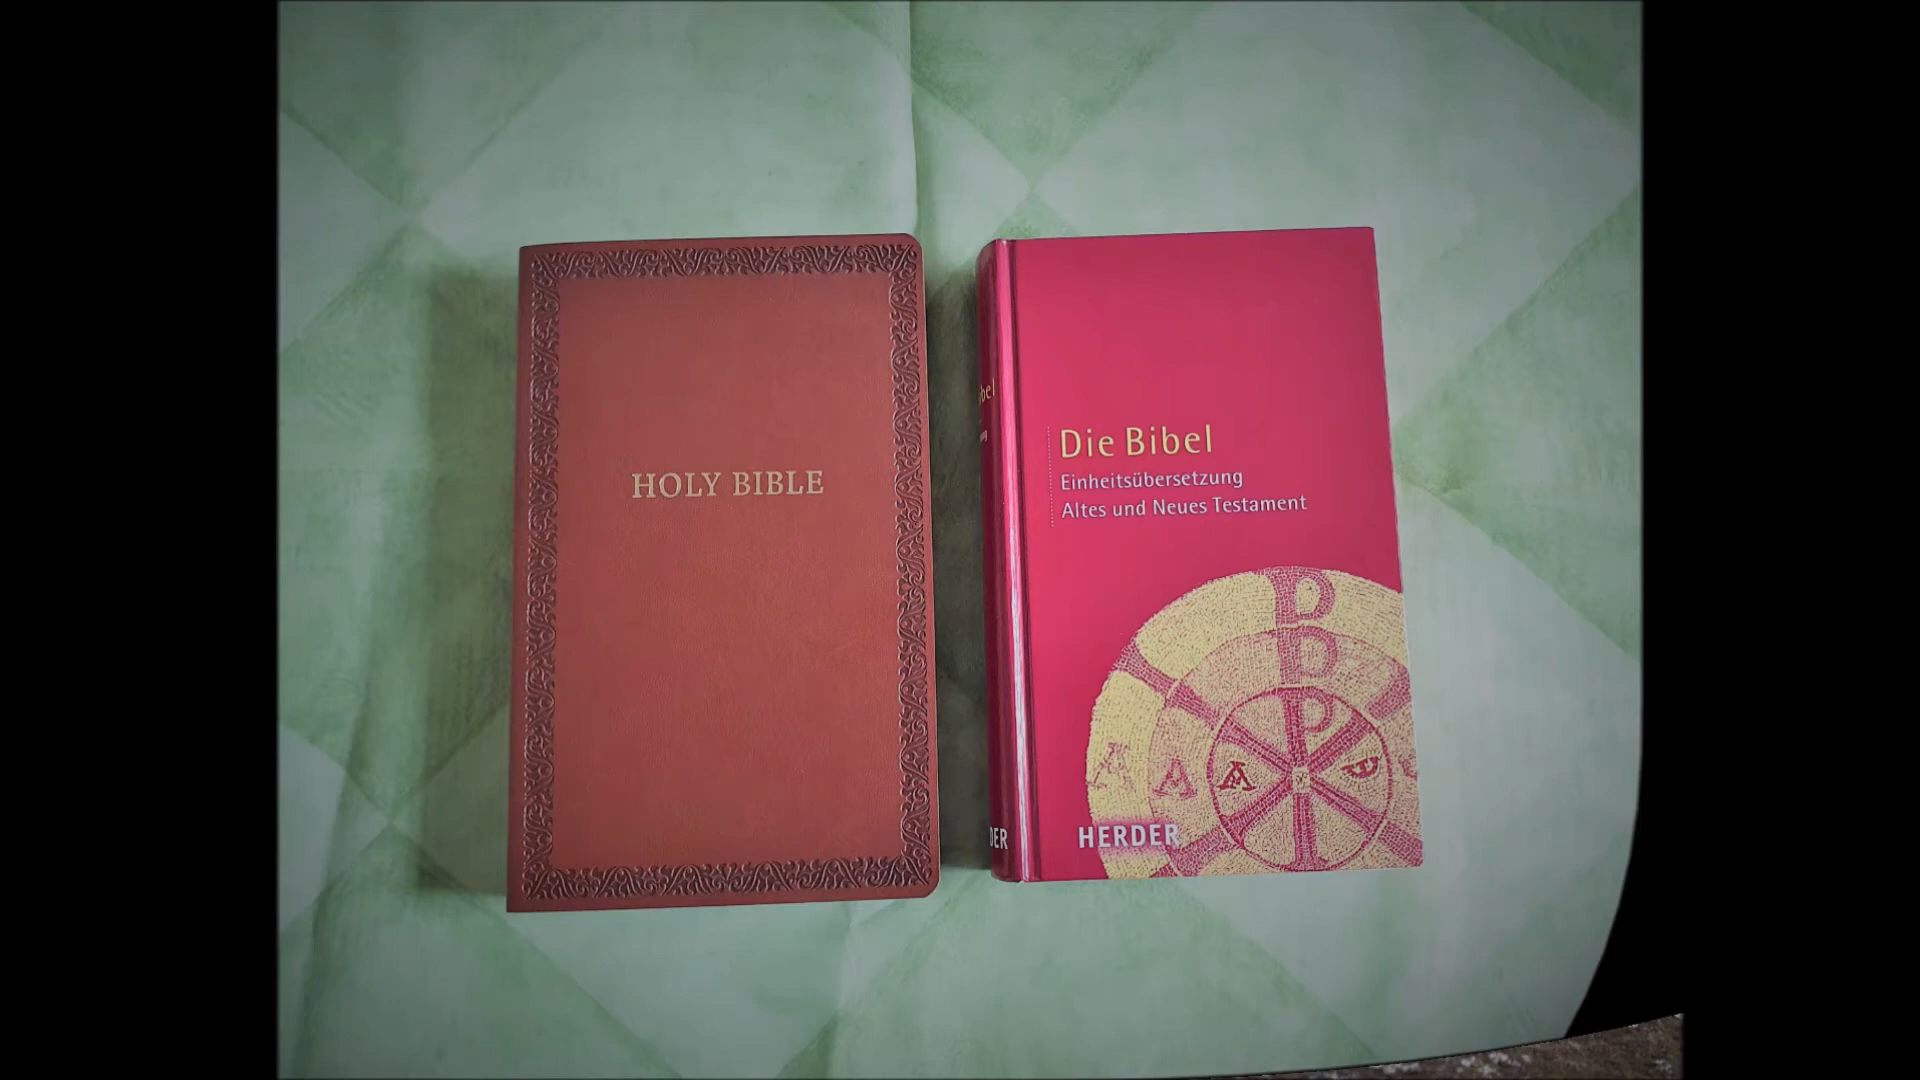 HOLY BIBLE
Die Bibel
Einheitsübersetzung
Altes und Neues Testament
HERDER